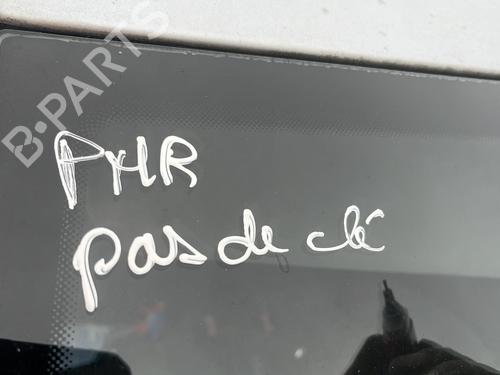 B-PARTS
PHR
pas de clé